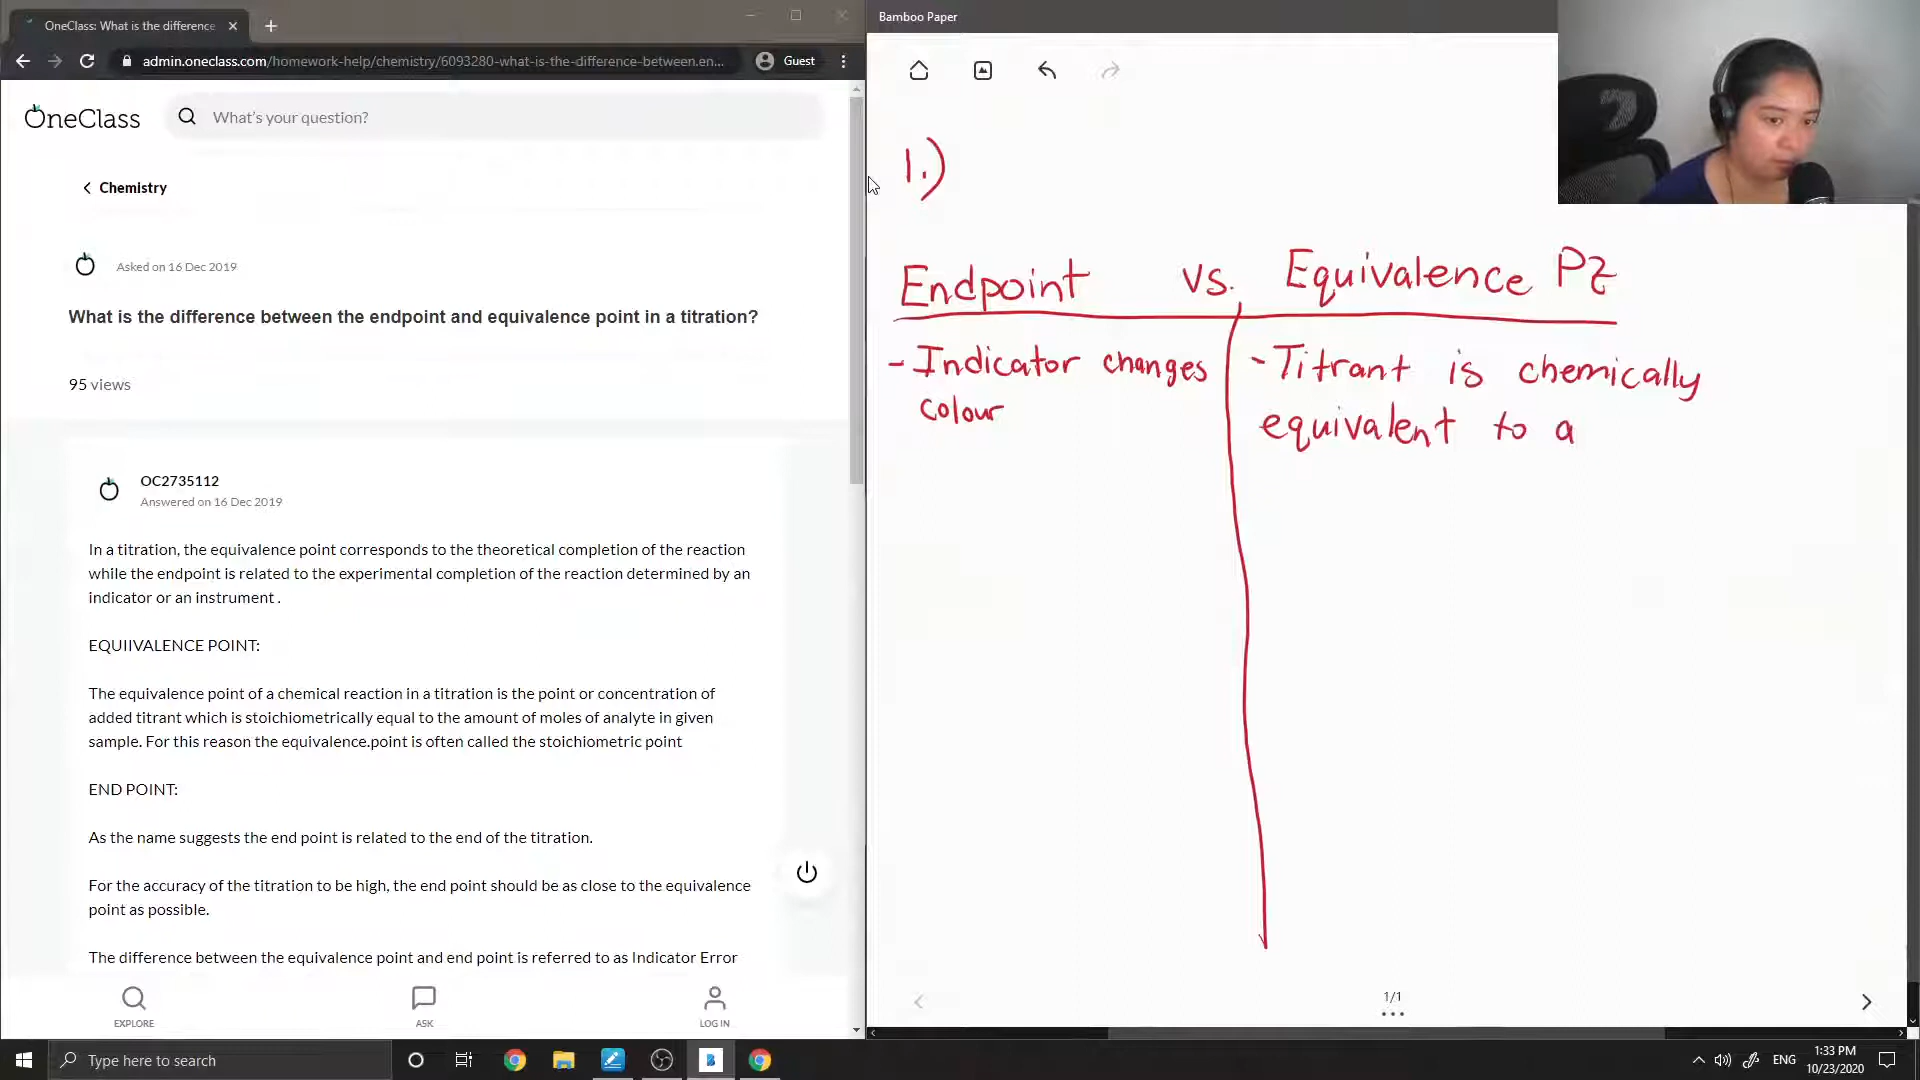 OneClass: What is the difference
Bamboo Paper
admin.oneclass.com/homework-help/chemistry/6093280-what-is-the-difference-between.en...
Guest
OneClass
What's your question?
Chemistry
Asked on 16 Dec 2019
What is the difference between the endpoint and equivalence point in a titration?
95 views
OC2735112
Answered on 16 Dec 2019
In a titration, the equivalence point corresponds to the theoretical completion of the reaction
while the endpoint is related to the experimental completion of the reaction determined by an
indicator or an instrument .
EQUIIVALENCE POINT:
The equivalence point of a chemical reaction in a titration is the point or concentration of
added titrant which is stoichiometrically equal to the amount of moles of analyte in given
sample. For this reason the equivalence.point is often called the stoichiometric point
END POINT:
As the name suggests the end point is related to the end of the titration.
For the accuracy of the titration to be high, the end point should be as close to the equivalence
point as possible.
The difference between the equivalence point and end point is referred to as Indicator Error
EXPLORE
ASK
LOG IN
1.)
Endpoint vs. Equivalence Pt
- Indicator changes
colour
- Titrant is chemically
equivalent to a
1/1
Type here to search
ENG
1:33 PM
10/23/2020